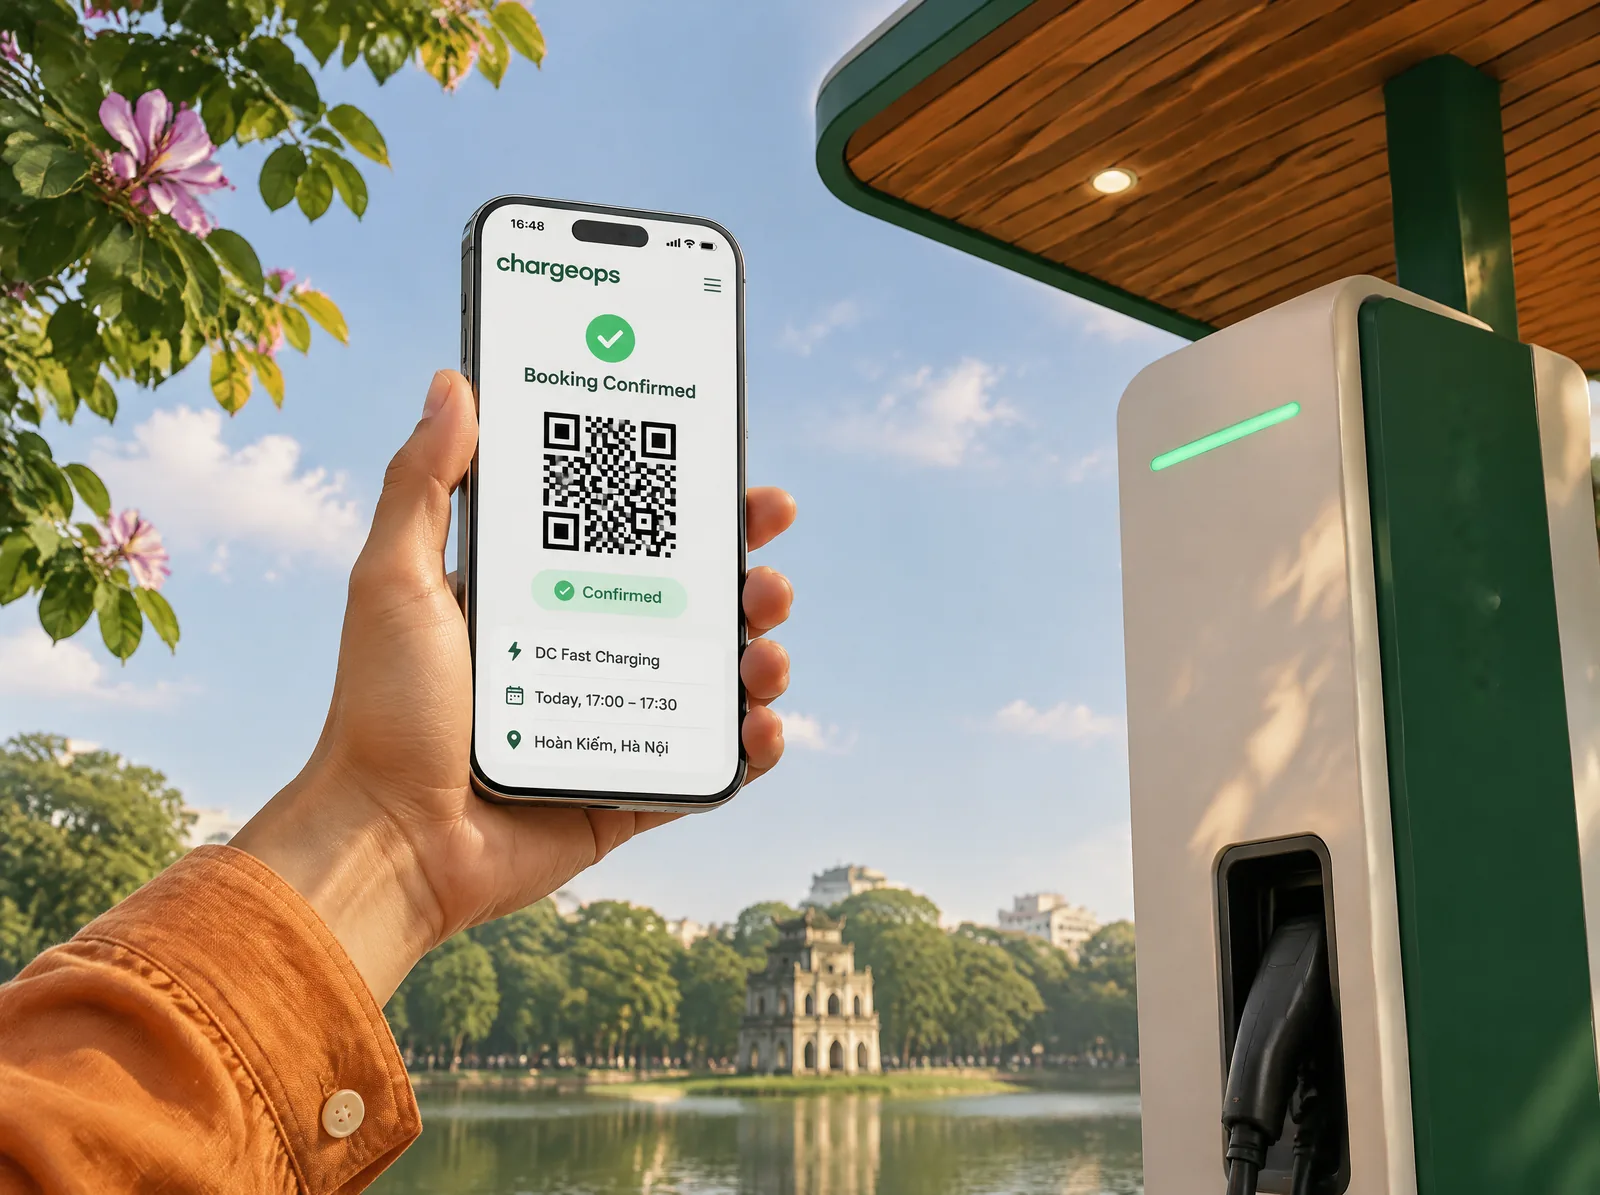 16:48
chargeops
Booking Confirmed
Confirmed
DC Fast Charging
Today, 17:00 – 17:30
Hoàn Kiếm, Hà Nội